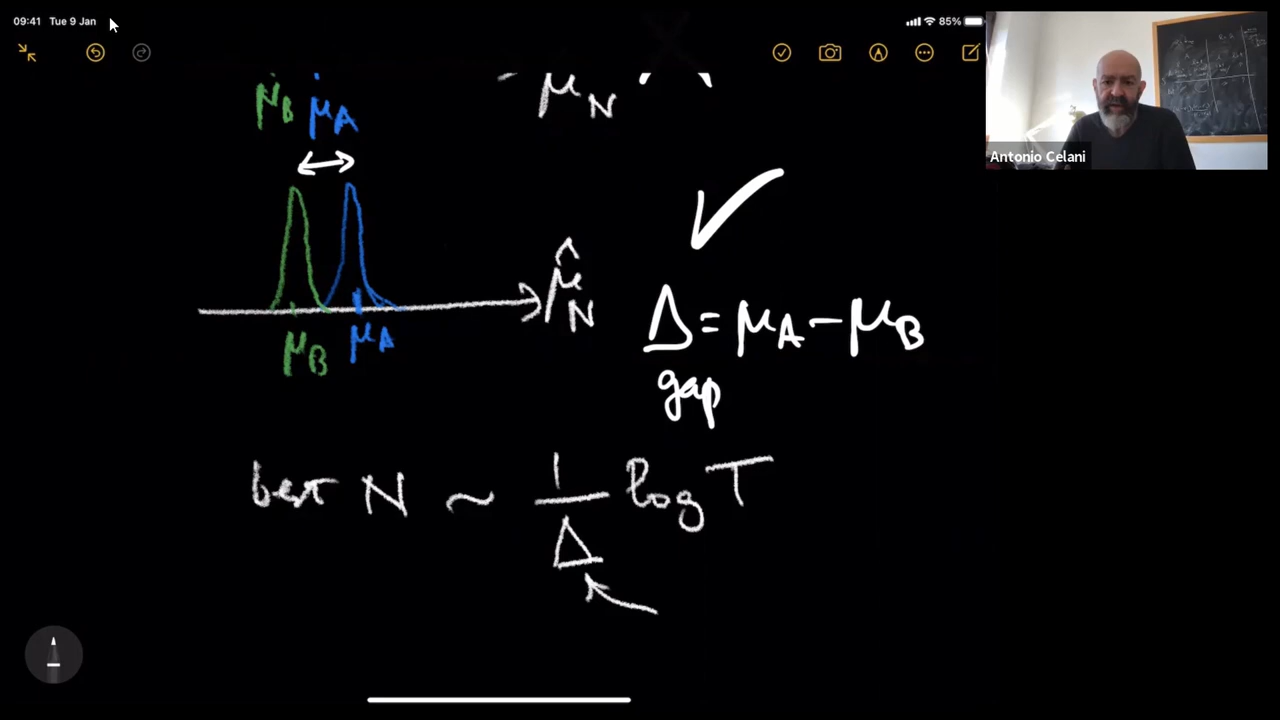 09:41 Tue 9 Jan
85%
Antonio Celani
μB μA
μN
μ̂N
μB μA
Δ = μA - μB
gap
best N ~ 1/Δ log T